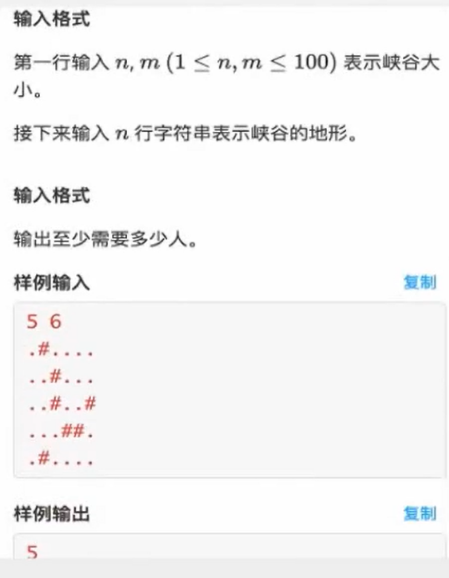 输入格式
第一行输入 n, m (1 ≤ n, m ≤ 100) 表示峡谷大
小。
接下来输入 n 行字符串表示峡谷的地形。
输入格式
输出至少需要多少人。
样例输入 复制
5 6
.#....
..#...
..#..#
...##.
.#....
样例输出 复制
5